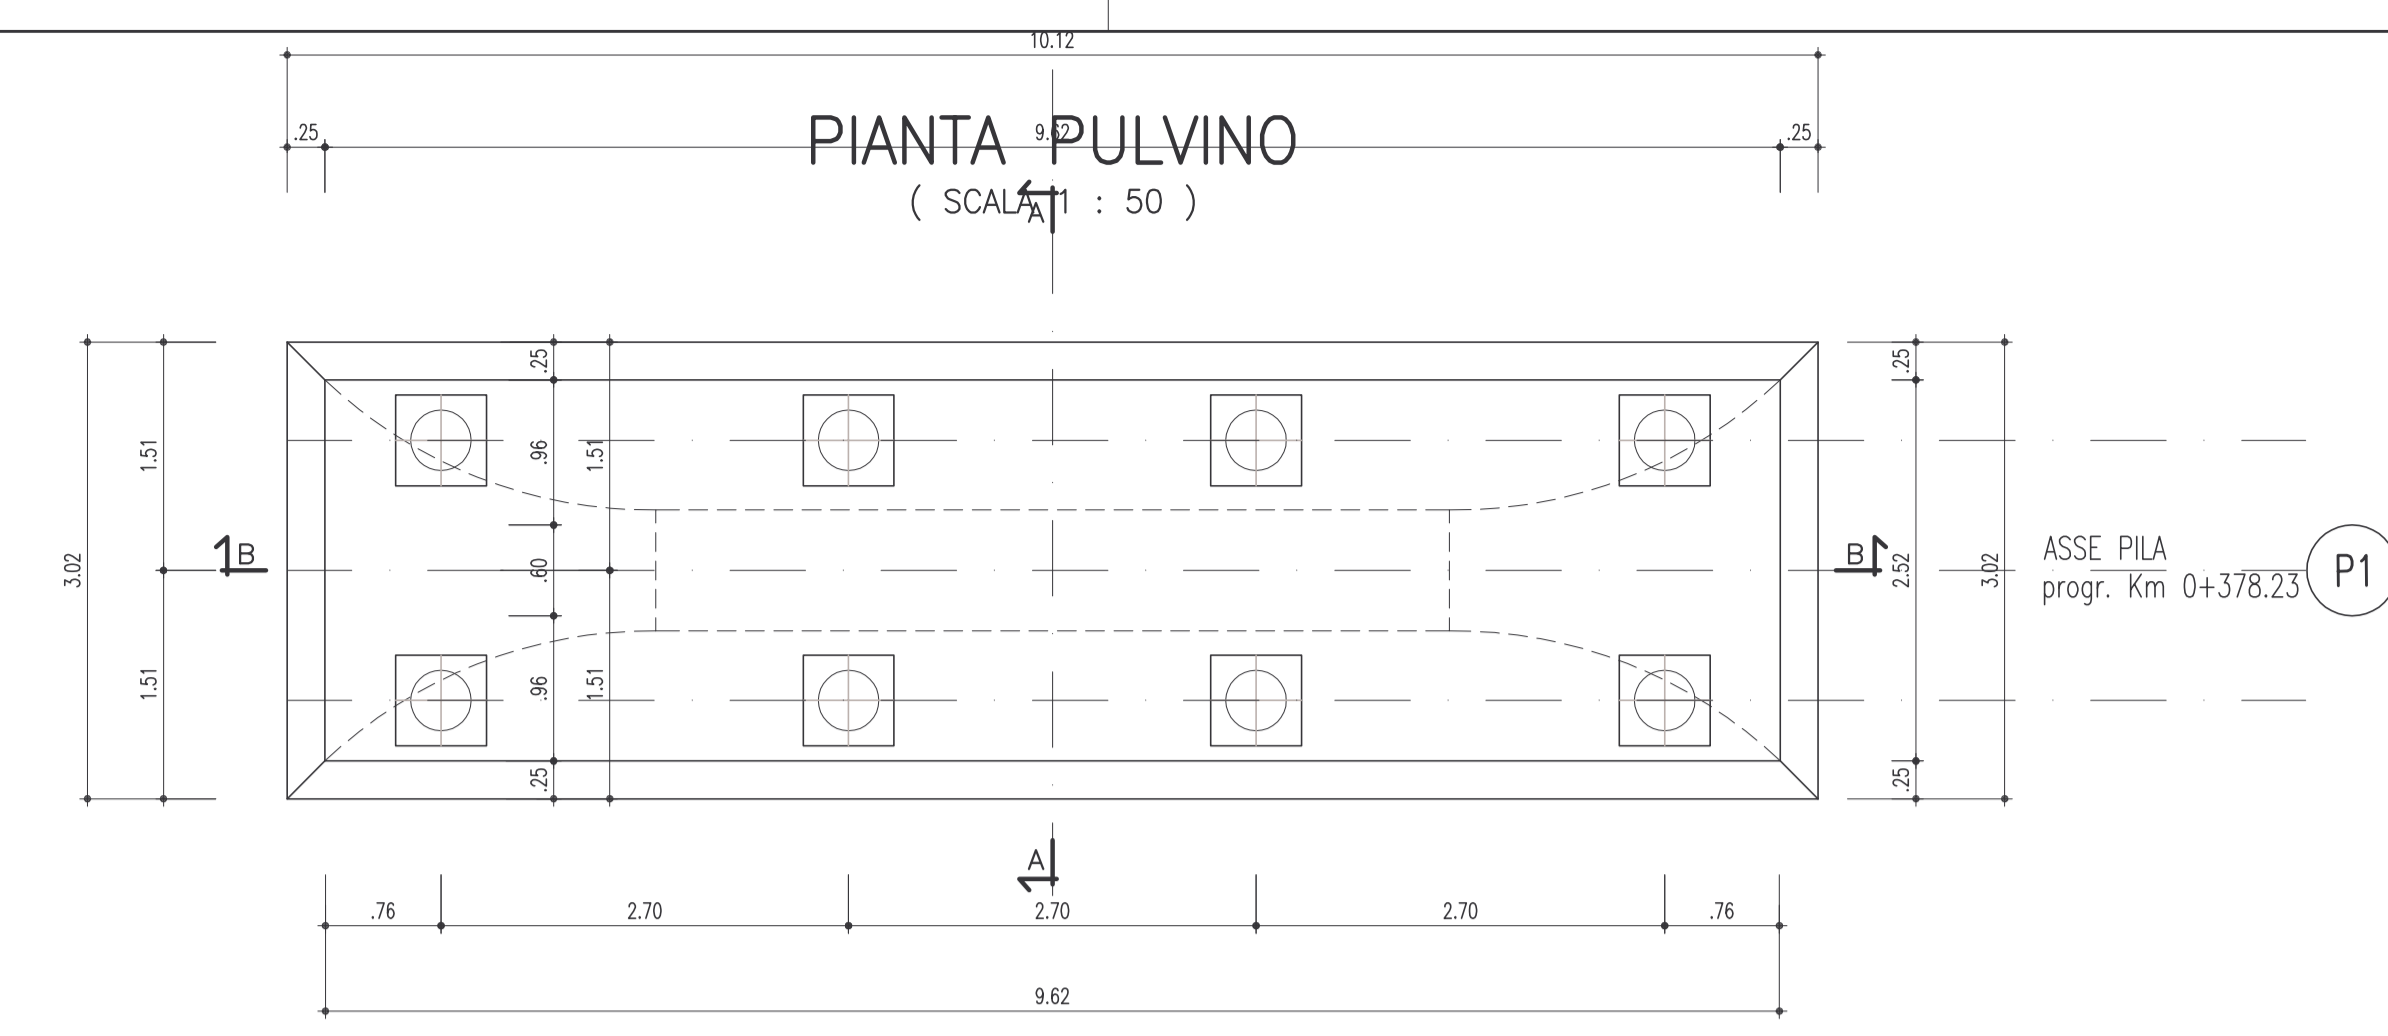 10.12
.25 9.62 .25
PIANTA PULVINO
( SCALA 1 : 50 )
A
.25 .25
1.51 .96 1.51
3.02 B .60 B 2.52 3.02
ASSE PILA
progr. Km 0+378.23
P1
1.51 .96 1.51
.25 .25
A
.76 2.70 2.70 2.70 .76
9.62